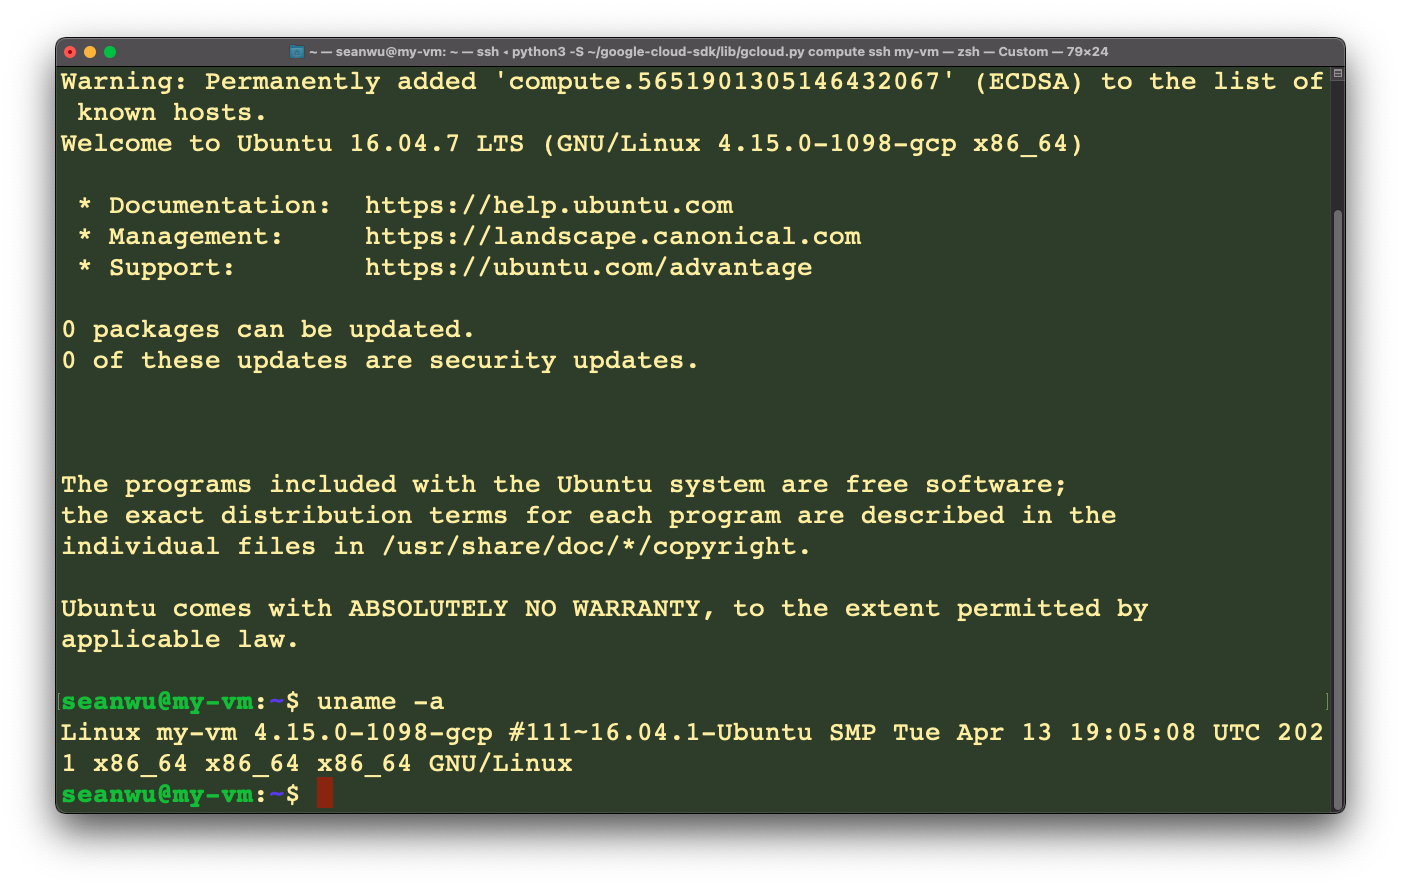 ~ — seanwu@my-vm: ~ — ssh ◂ python3 -S ~/google-cloud-sdk/lib/gcloud.py compute ssh my-vm — zsh — Custom — 79×24
Warning: Permanently added 'compute.5651901305146432067' (ECDSA) to the list of
 known hosts.
Welcome to Ubuntu 16.04.7 LTS (GNU/Linux 4.15.0-1098-gcp x86_64)
 * Documentation:  https://help.ubuntu.com
 * Management:     https://landscape.canonical.com
 * Support:        https://ubuntu.com/advantage
0 packages can be updated.
0 of these updates are security updates.
The programs included with the Ubuntu system are free software;
the exact distribution terms for each program are described in the
individual files in /usr/share/doc/*/copyright.
Ubuntu comes with ABSOLUTELY NO WARRANTY, to the extent permitted by
applicable law.
seanwu@my-vm:~$ uname -a
Linux my-vm 4.15.0-1098-gcp #111~16.04.1-Ubuntu SMP Tue Apr 13 19:05:08 UTC 202
1 x86_64 x86_64 x86_64 GNU/Linux
seanwu@my-vm:~$